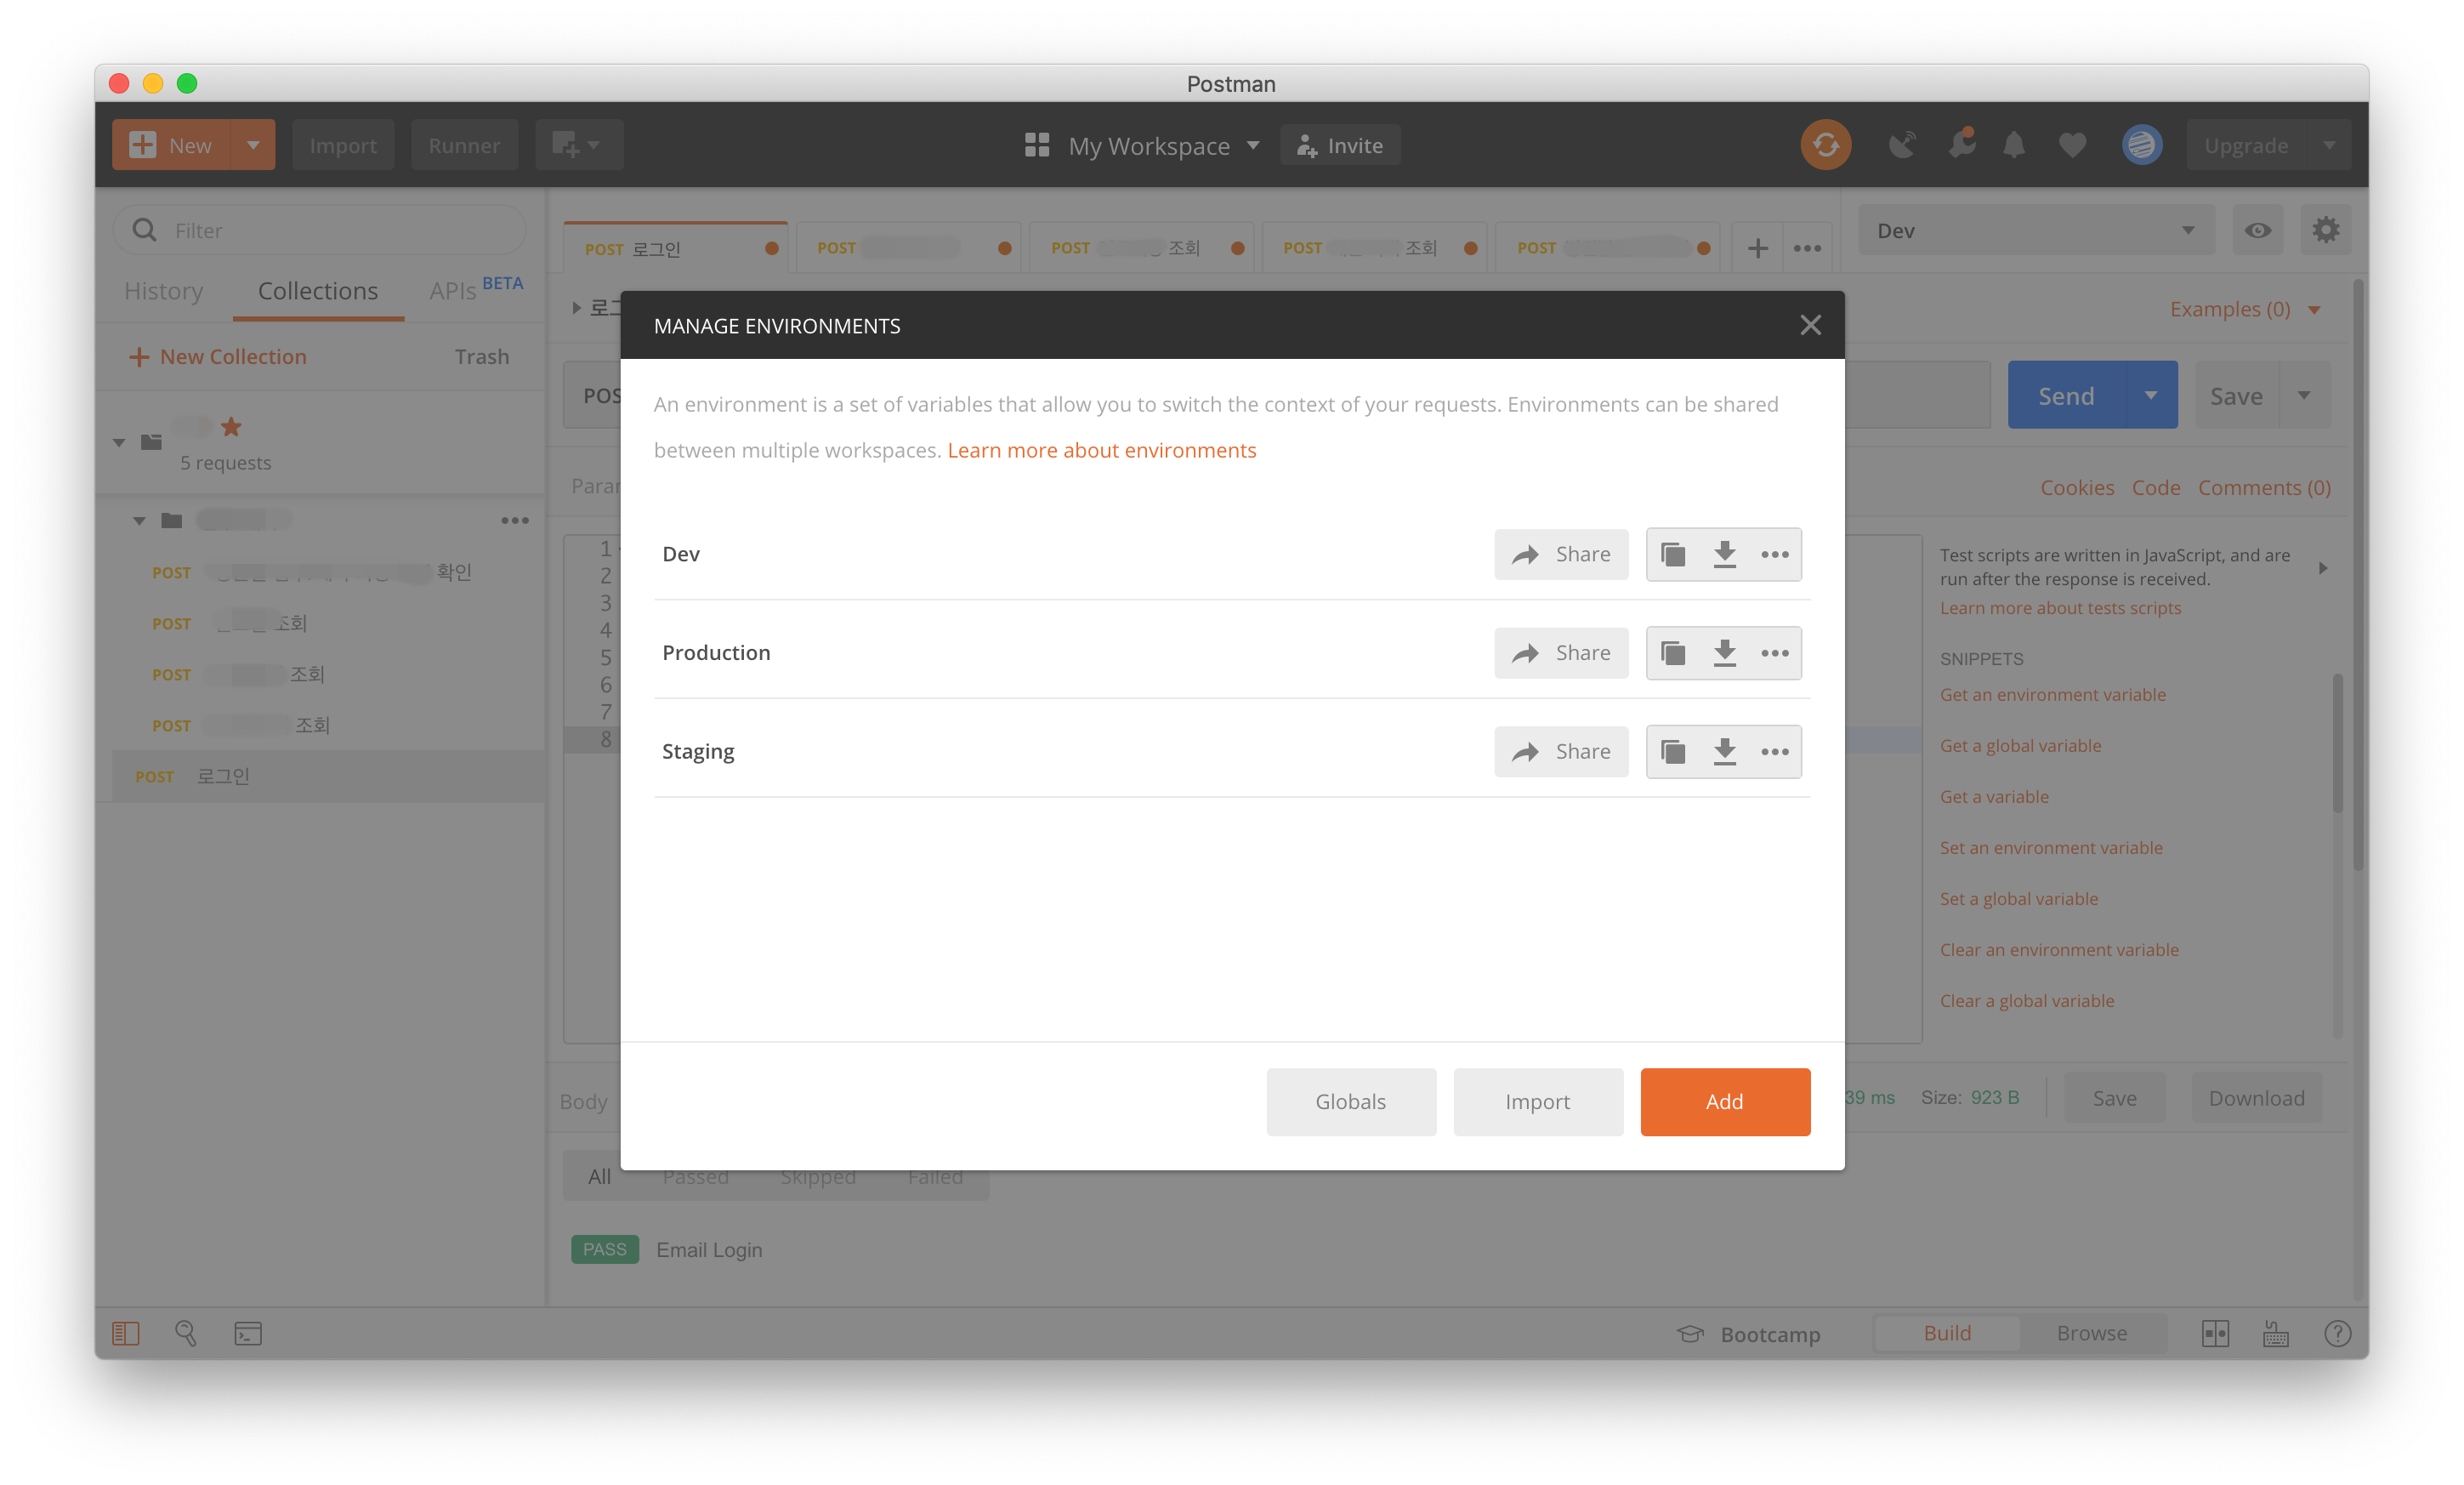 Postman
New
Import
Runner
My Workspace
Invite
Upgrade
Filter
History
Collections
APIs BETA
New Collection
Trash
5 requests
POST 확인
POST 조회
POST 조회
POST 조회
POST 로그인
POST 로그인
POST
POST 조회
POST 조회
POST
Dev
Examples (0)
Send
Save
Cookies
Code
Comments (0)
1
2
3
4
5
6
7
8
MANAGE ENVIRONMENTS
An environment is a set of variables that allow you to switch the context of your requests. Environments can be shared
between multiple workspaces. Learn more about environments
Dev
Share
Production
Share
Staging
Share
Globals
Import
Add
Test scripts are written in JavaScript, and are
run after the response is received.
Learn more about tests scripts
SNIPPETS
Get an environment variable
Get a global variable
Get a variable
Set an environment variable
Set a global variable
Clear an environment variable
Clear a global variable
Body
39 ms
Size: 923 B
Save
Download
All
Passed
Skipped
Failed
PASS
Email Login
Bootcamp
Build
Browse